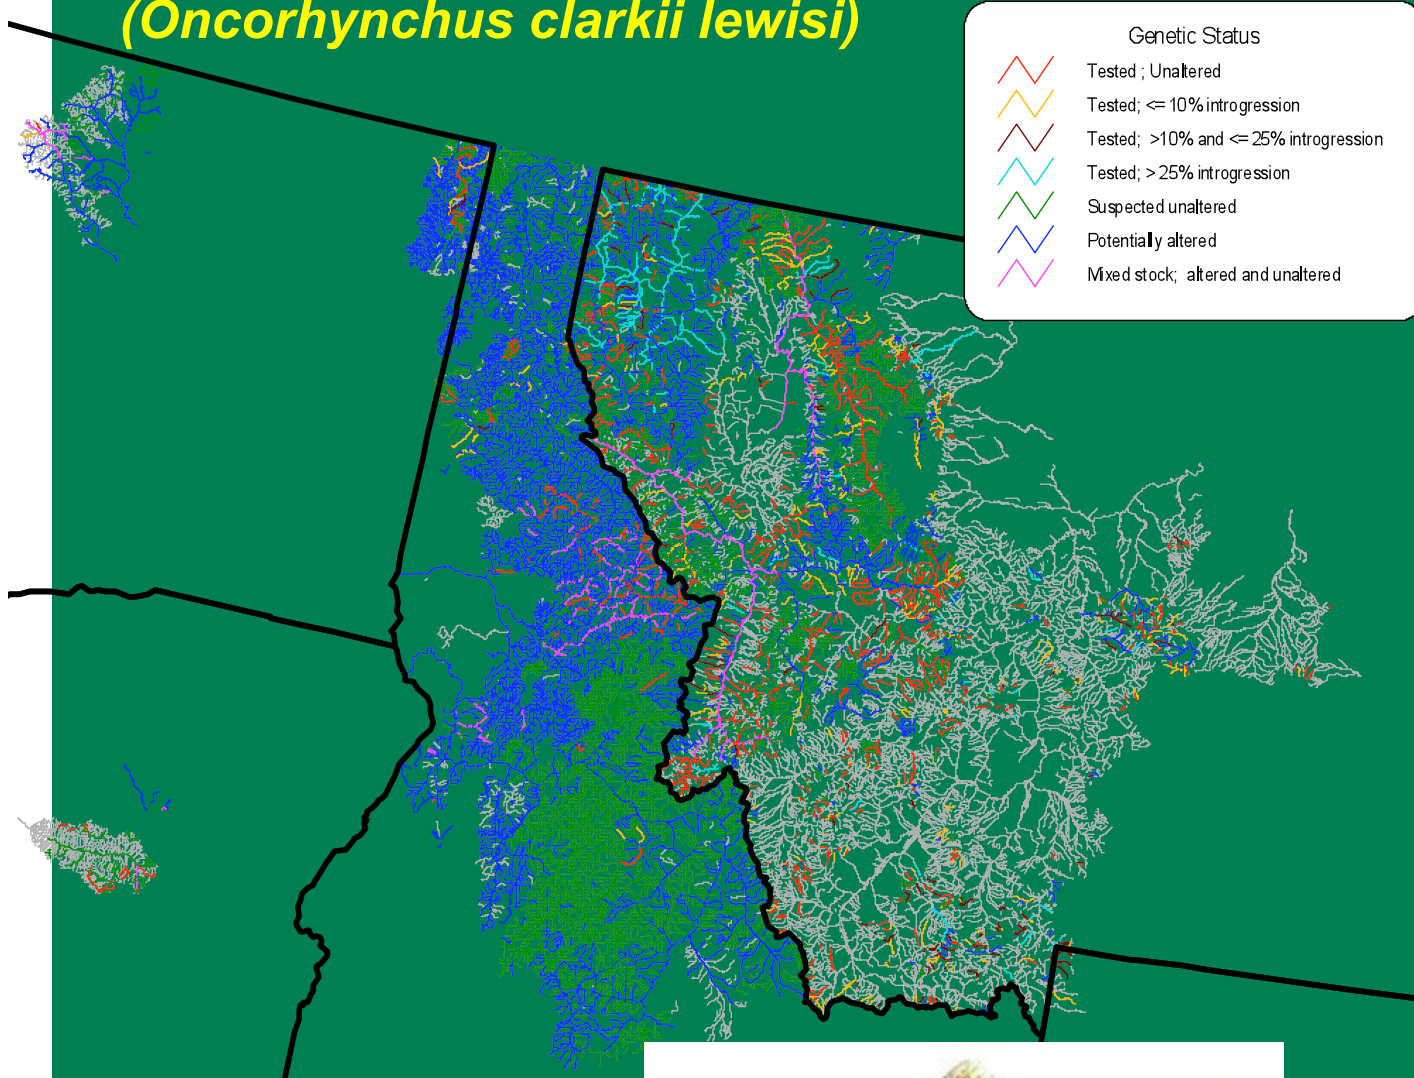 (Oncorhynchus clarkii lewisi)
Genetic Status
Tested ; Unaltered
Tested; <= 10% introgression
Tested; >10% and <= 25% introgression
Tested; > 25% introgression
Suspected unaltered
Potentially altered
Mixed stock; altered and unaltered